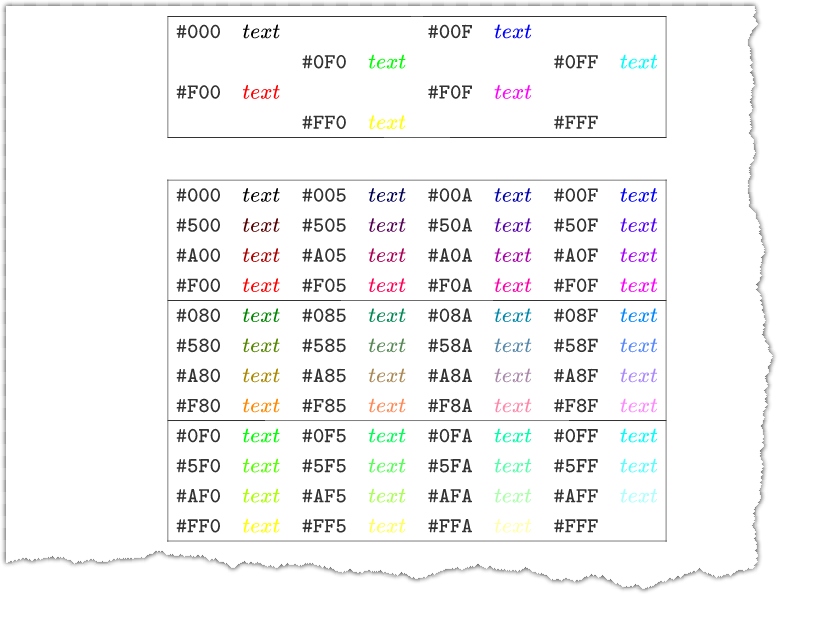 #000 text #00F text
#0F0 text #0FF text
#F00 text #F0F text
#FF0 text #FFF
#000 text #005 text #00A text #00F text
#500 text #505 text #50A text #50F text
#A00 text #A05 text #A0A text #A0F text
#F00 text #F05 text #F0A text #F0F text
#080 text #085 text #08A text #08F text
#580 text #585 text #58A text #58F text
#A80 text #A85 text #A8A text #A8F text
#F80 text #F85 text #F8A text #F8F text
#0F0 text #0F5 text #0FA text #0FF text
#5F0 text #5F5 text #5FA text #5FF text
#AF0 text #AF5 text #AFA text #AFF text
#FF0 text #FF5 text #FFA text #FFF